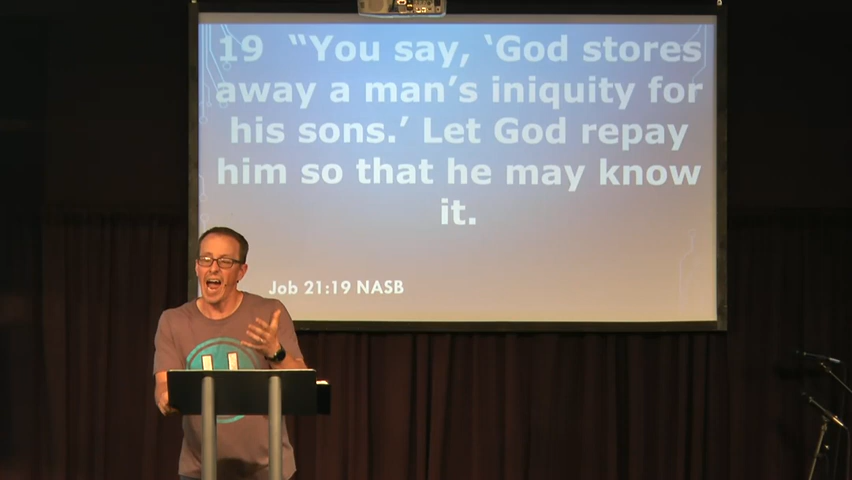 19 “You say, ‘God stores
away a man’s iniquity for
his sons.’ Let God repay
him so that he may know
it.
Job 21:19 NASB